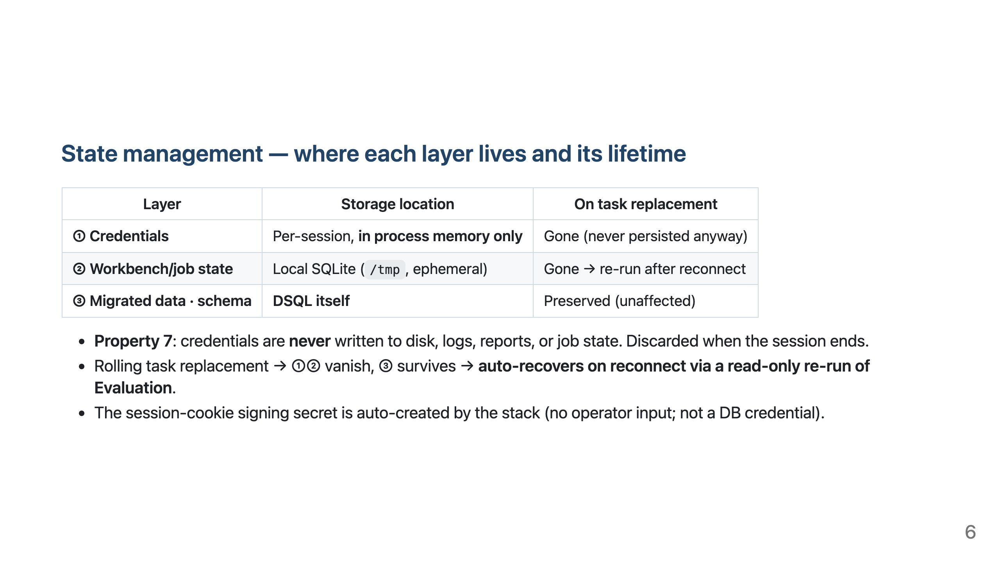 State management — where each layer lives and its lifetime
Layer Storage location On task replacement
① Credentials Per-session, in process memory only Gone (never persisted anyway)
② Workbench/job state Local SQLite ( /tmp , ephemeral) Gone → re-run after reconnect
③ Migrated data · schema DSQL itself Preserved (unaffected)
• Property 7: credentials are never written to disk, logs, reports, or job state. Discarded when the session ends.
• Rolling task replacement → ①② vanish, ③ survives → auto-recovers on reconnect via a read-only re-run of
Evaluation.
• The session-cookie signing secret is auto-created by the stack (no operator input; not a DB credential).
6